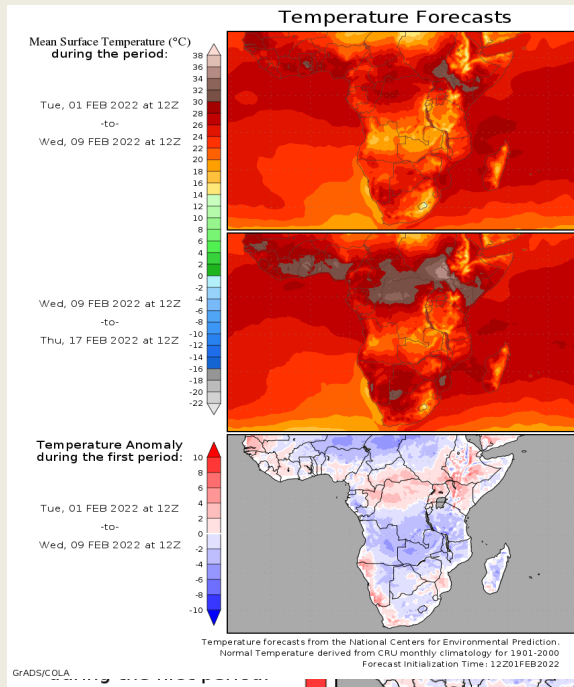 Temperature Forecasts
Mean Surface Temperature (°C)
during the period:
38
36
34
32
30
28
26
24
22
20
18
16
14
12
10
8
6
4
2
0
-2
-4
-6
-8
-10
-12
-14
-16
-18
-20
-22
Tue, 01 FEB 2022 at 12Z
-to-
Wed, 09 FEB 2022 at 12Z
Wed, 09 FEB 2022 at 12Z
-to-
Thu, 17 FEB 2022 at 12Z
Temperature Anomaly
during the first period:
10
8
6
4
2
0
-2
-4
-6
-8
-10
Tue, 01 FEB 2022 at 12Z
-to-
Wed, 09 FEB 2022 at 12Z
Temperature forecasts from the National Centers for Environmental Prediction.
Normal Temperature derived from CRU monthly climatology for 1901-2000
Forecast Initialization Time: 12Z01FEB2022
GrADS/COLA
during the first period: